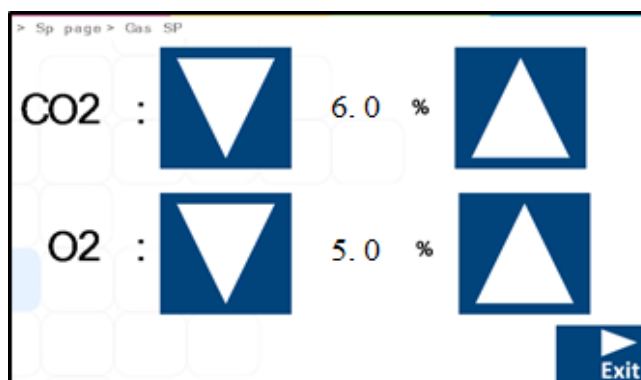 > Sp page> Gas SP
CO2 : 6.0 %
O2 : 5.0 %
Exit